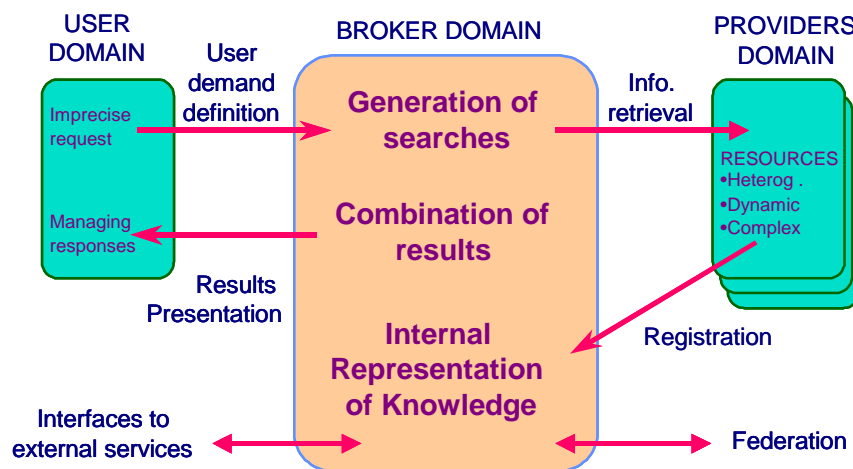 USER
DOMAIN
User
demand
definition
BROKER DOMAIN
Info.
retrieval
PROVIDERS
DOMAIN
Imprecise
request
Managing
responses
Generation of
searches
Combination of
results
Internal
Representation
of Knowledge
RESOURCES
•Heterog .
•Dynamic
•Complex
Results
Presentation
Registration
Interfaces to
external services
Federation